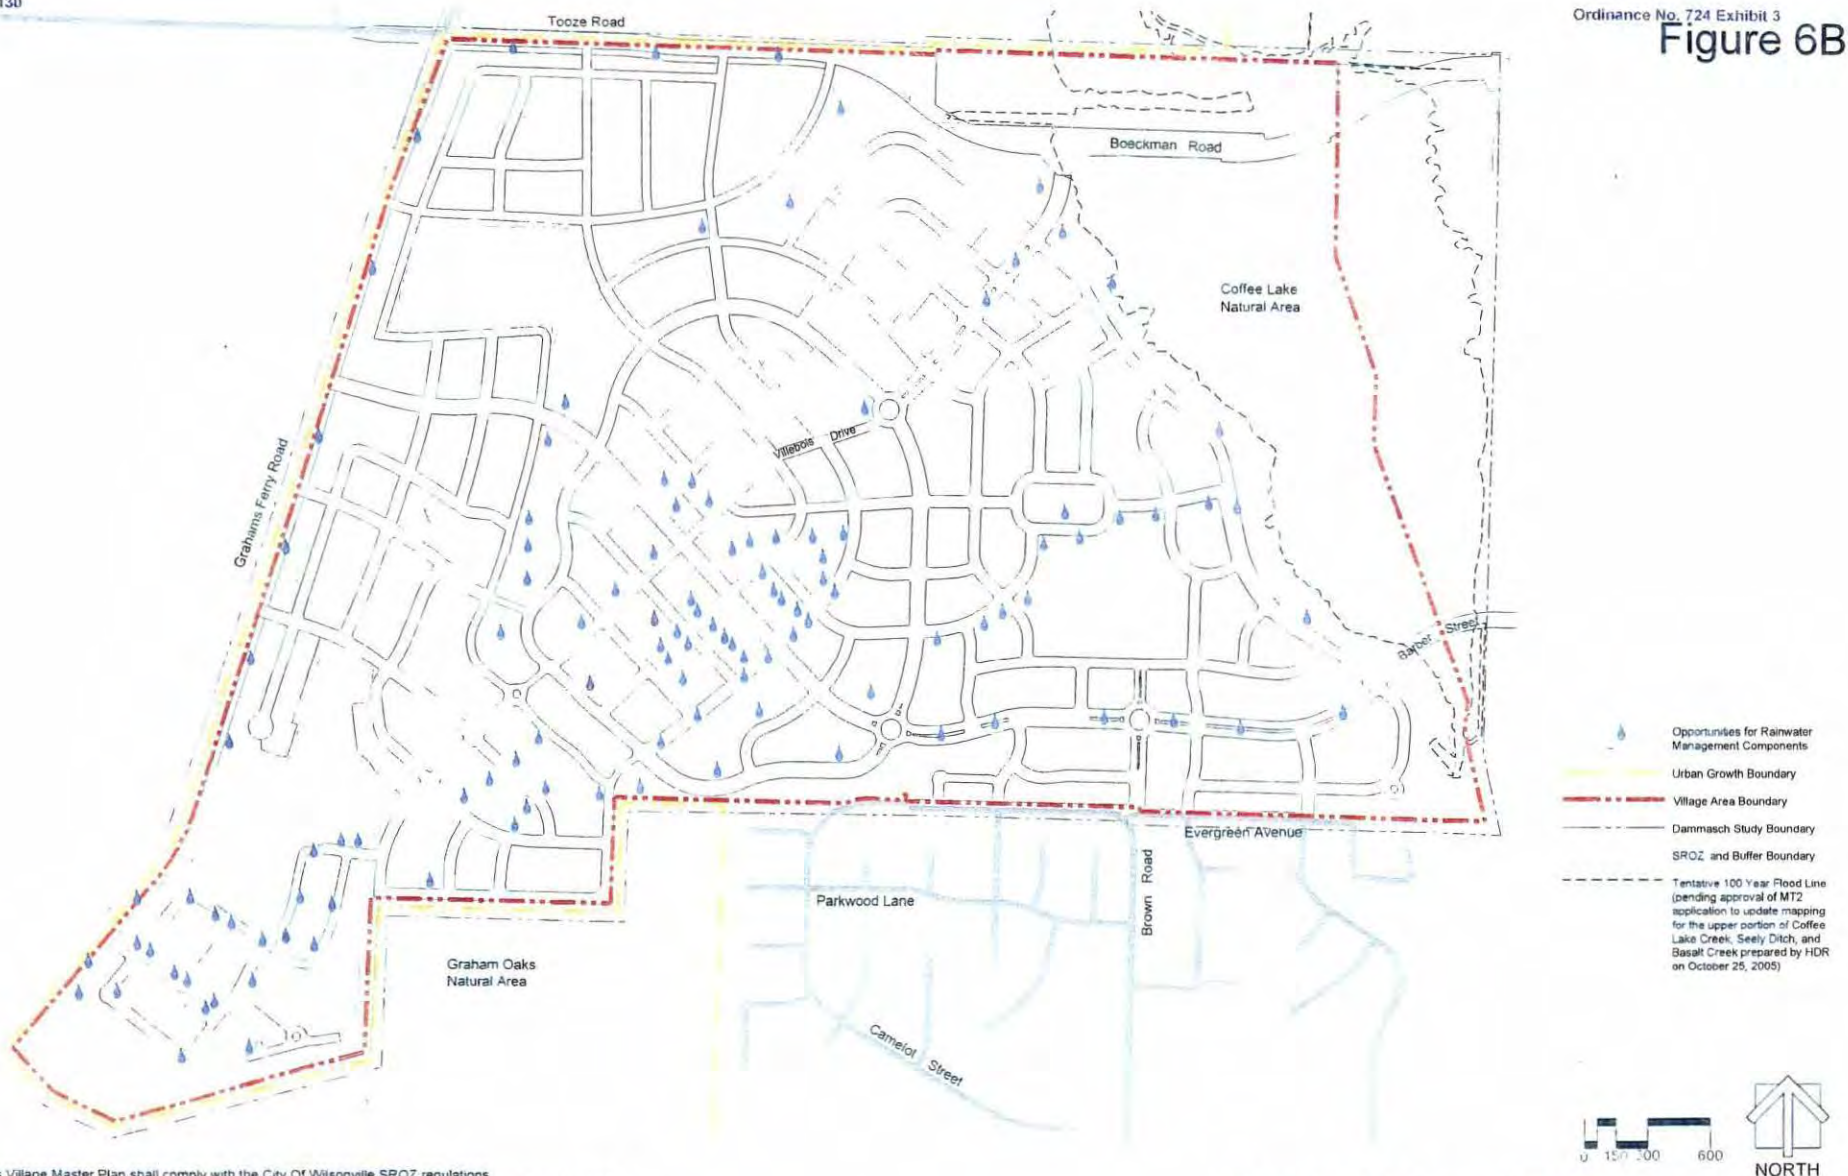 Ordinance No. 724 Exhibit 3
Figure 6B
Tooze Road
Boeckman Road
Coffee Lake
Natural Area
Villebois Drive
Grahams Ferry Road
Barber Street
Evergreen Avenue
Parkwood Lane
Brown Road
Graham Oaks
Natural Area
Camelot Street
Opportunities for Rainwater
Management Components
Urban Growth Boundary
Village Area Boundary
Dammasch Study Boundary
SROZ and Buffer Boundary
Tentative 100 Year Flood Line
(pending approval of MT2
application to update mapping
for the upper portion of Coffee
Lake Creek, Seely Ditch, and
Basalt Creek prepared by HDR
on October 25, 2005)
0 150 300 600
NORTH
Village Master Plan shall comply with the City Of Wilsonville SROZ regulations